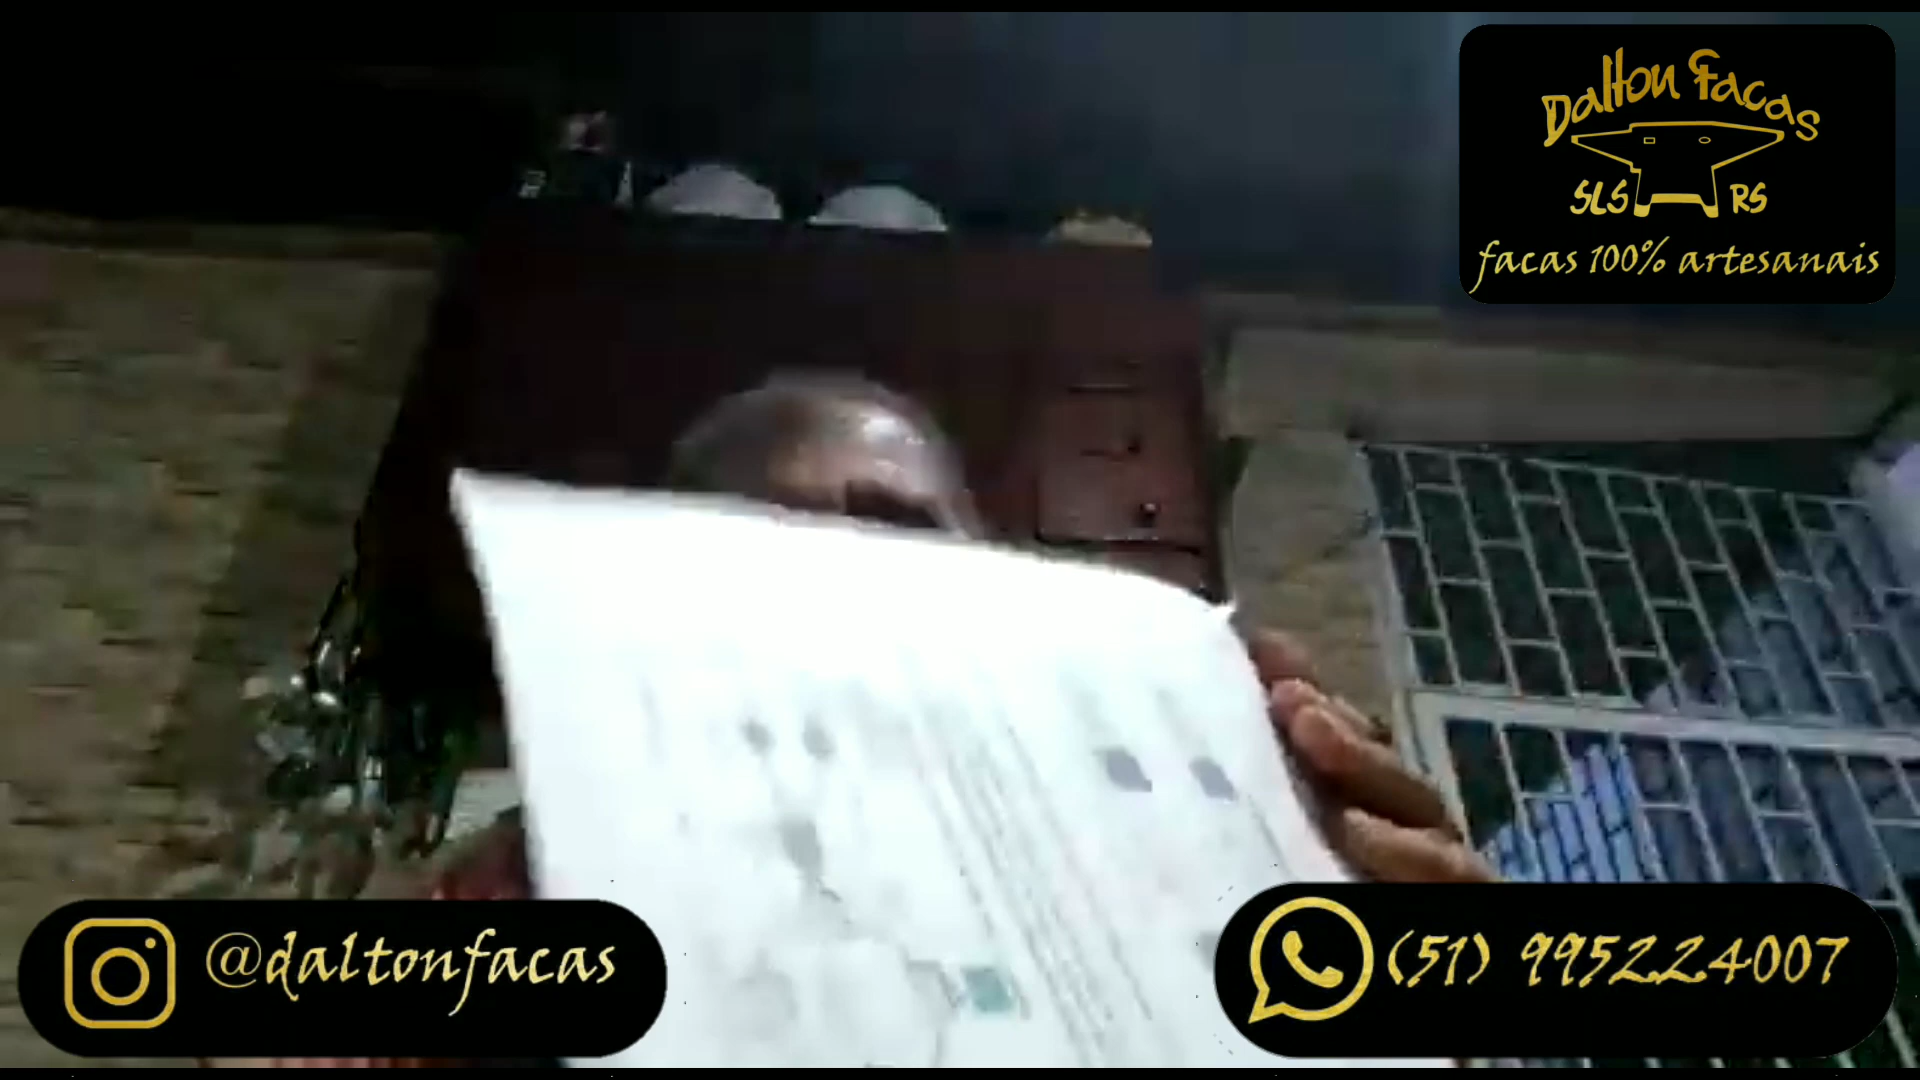 Dalton Facas
SLS RS
facas 100% artesanais
@daltonfacas
(51) 995224007